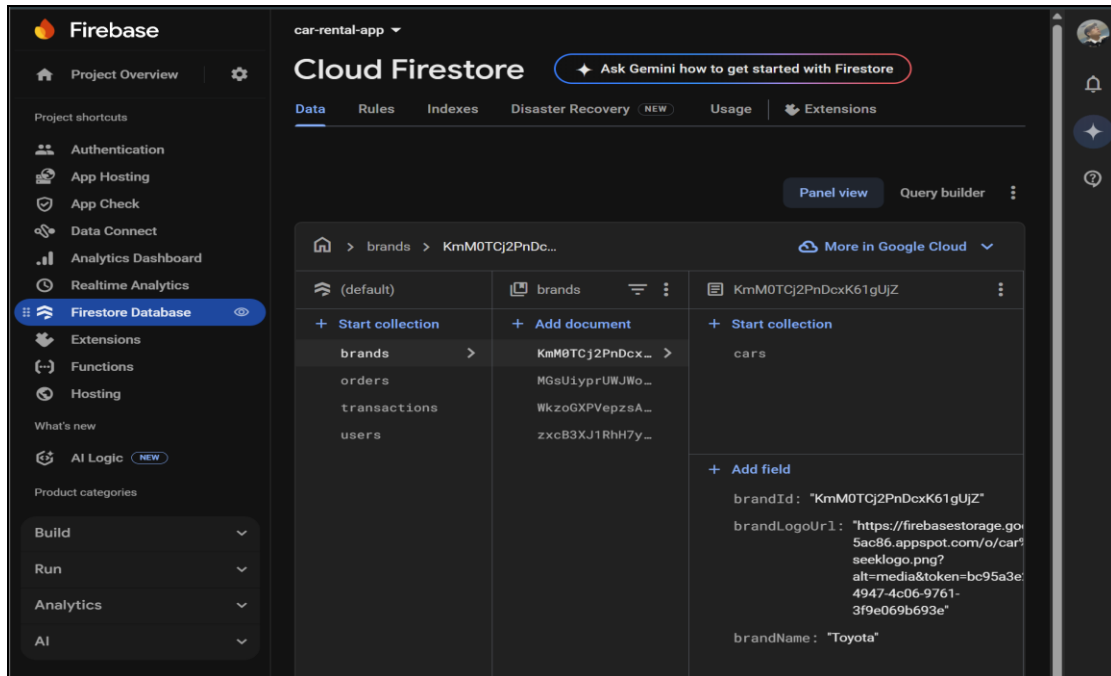 Firebase
Project Overview
Project shortcuts
Authentication
App Hosting
App Check
Data Connect
Analytics Dashboard
Realtime Analytics
Firestore Database
Extensions
Functions
Hosting
What's new
AI Logic NEW
Product categories
Build
Run
Analytics
AI
car-rental-app
Cloud Firestore
Ask Gemini how to get started with Firestore
Data Rules Indexes Disaster Recovery NEW Usage Extensions
Panel view Query builder
> brands > KmM0TCj2PnDc...
More in Google Cloud
(default)
+ Start collection
brands >
orders
transactions
users
brands
+ Add document
KmM0TCj2PnDcx… >
MGsUiyprUWJWo…
WkzoGXPVepzsA…
zxcB3XJ1RhH7y…
KmM0TCj2PnDcxK61gUjZ
+ Start collection
cars
+ Add field
brandId: "KmM0TCj2PnDcxK61gUjZ"
brandLogoUrl: "https://firebasestorage.go
5ac86.appspot.com/o/car%
seeklogo.png?
alt=media&token=bc95a3e
4947-4c06-9761-
3f9e069b693e"
brandName: "Toyota"